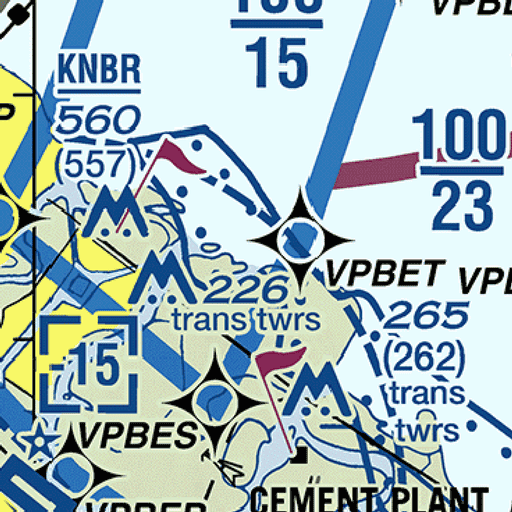 15
KNBR
560
(557)
100
23
VPBET
226
trans twrs
265
(262)
trans
twrs
-15
VPBES
CEMENT PLANT